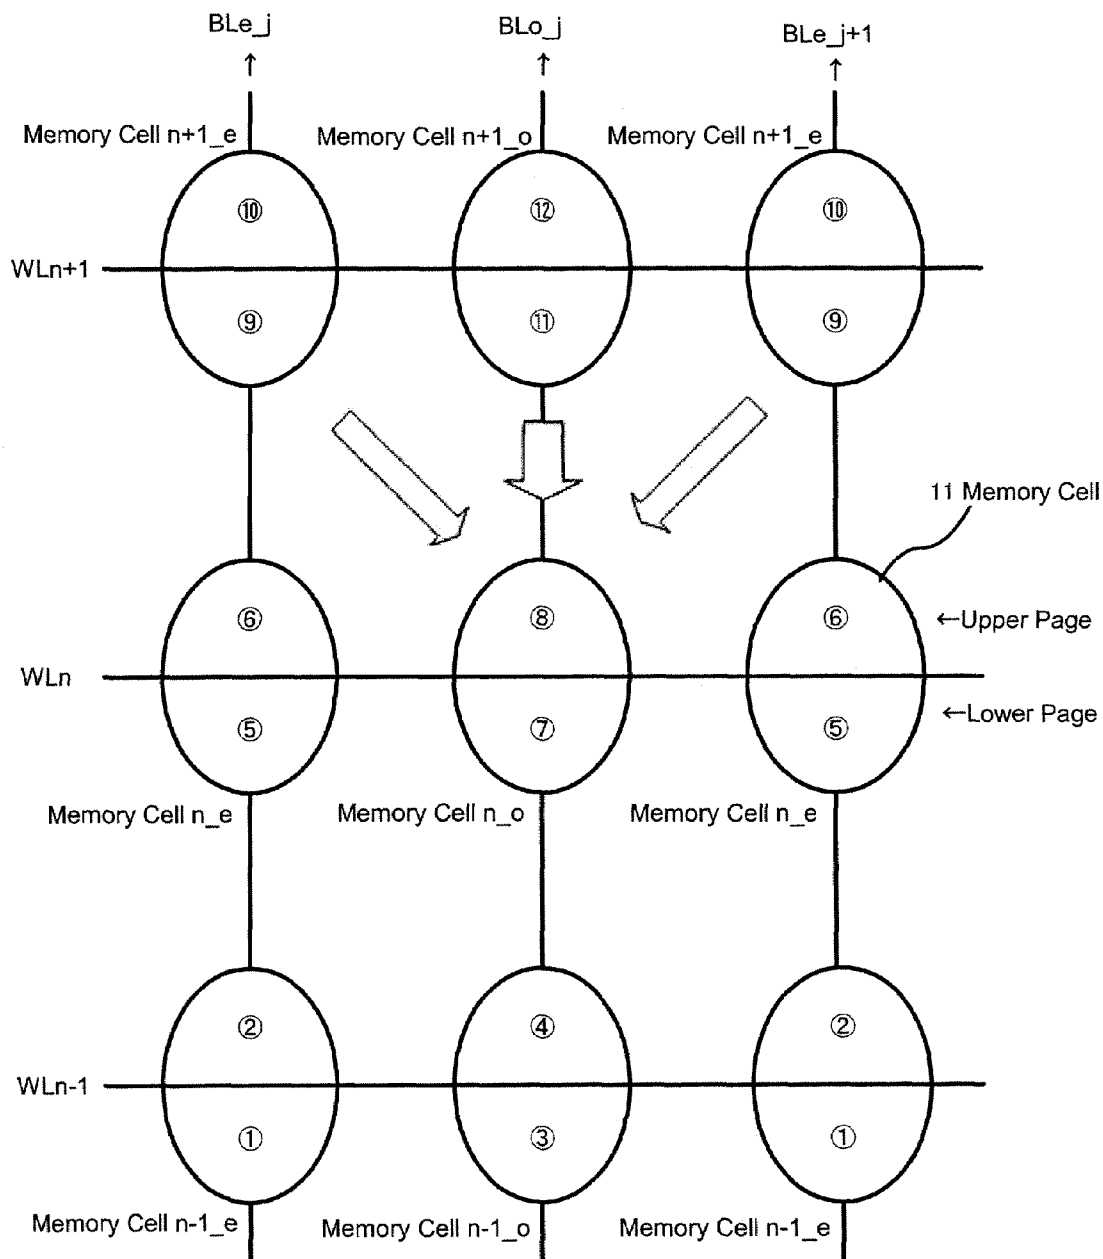 BLe_j BLo_j BLe_j+1
↑ ↑ ↑
Memory Cell n+1_e Memory Cell n+1_o Memory Cell n+1_e
⑩ ⑫ ⑩
WLn+1
⑨ ⑪ ⑨
11 Memory Cell
⑥ ⑧ ⑥ ←Upper Page
WLn
⑤ ⑦ ⑤ ←Lower Page
Memory Cell n_e Memory Cell n_o Memory Cell n_e
② ④ ②
WLn-1
① ③ ①
Memory Cell n-1_e Memory Cell n-1_o Memory Cell n-1_e